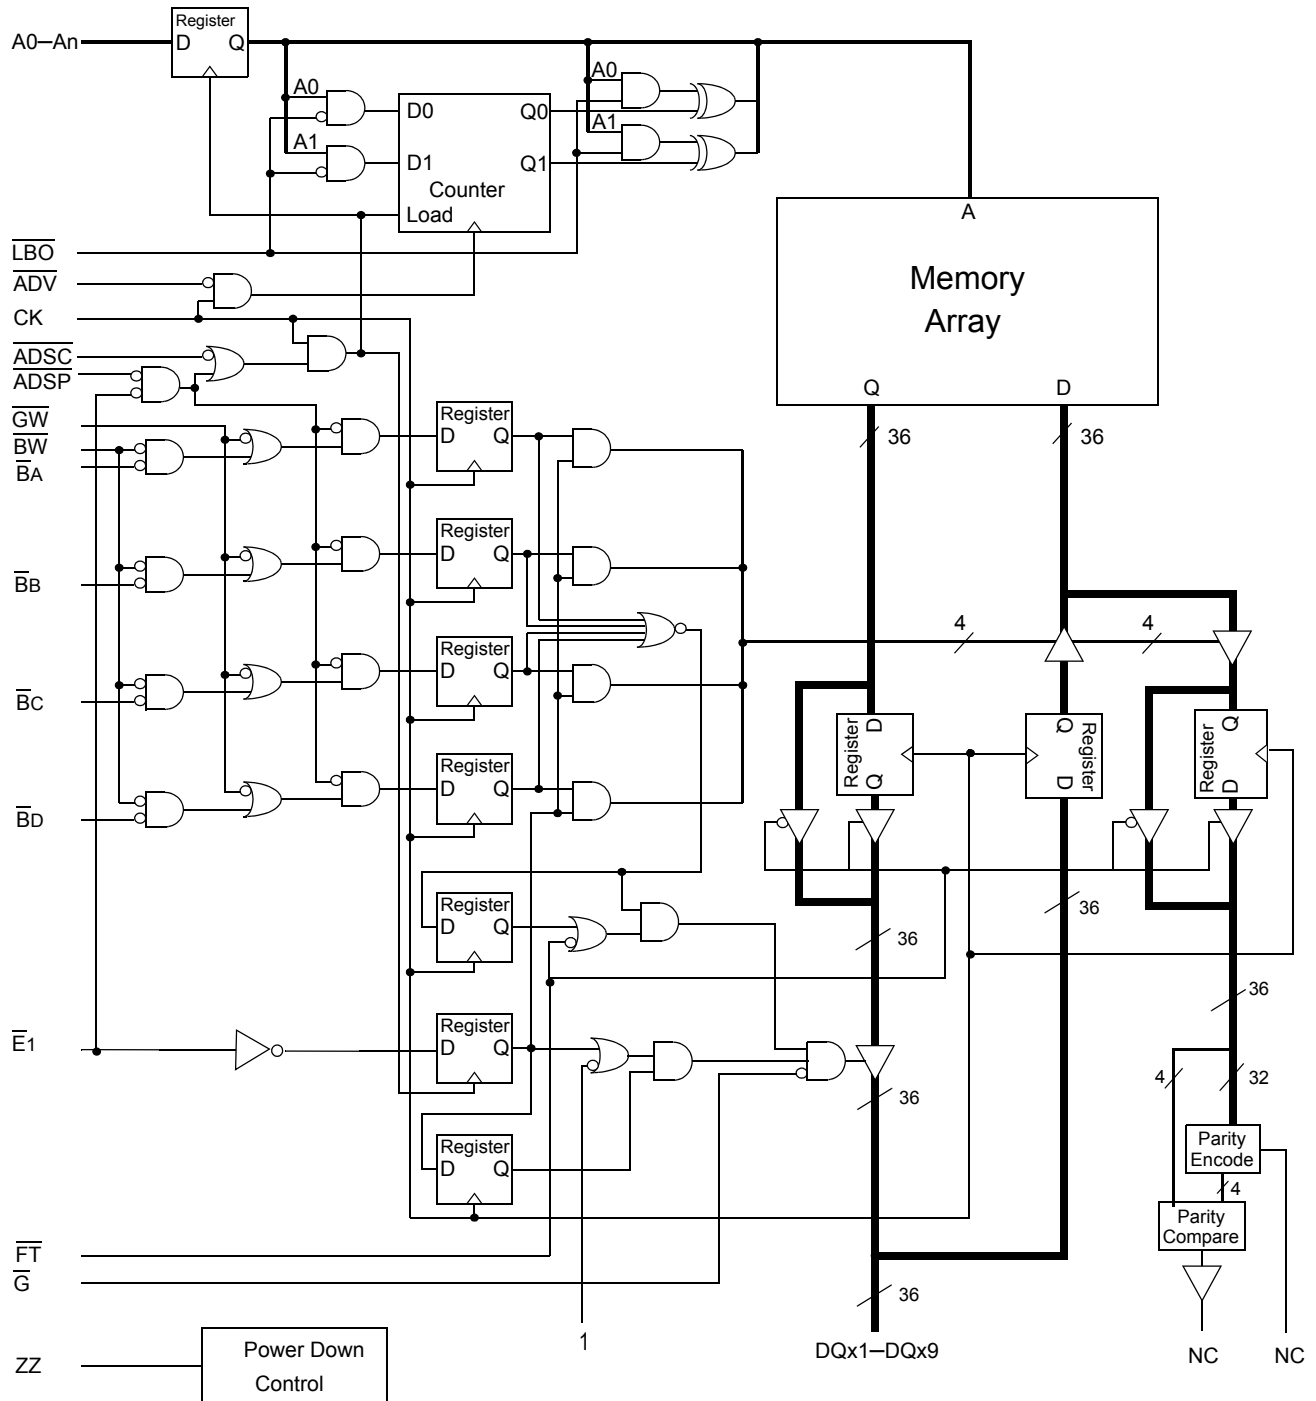 Register
A0–An
D Q
A0
A0
D0 Q0
A1
A1
D1 Q1
Counter
Load
A
LBO
ADV
Memory
Array
CK
ADSC
ADSP
Q D
GW
Register
BW
D Q
36 36
BA
Register
D Q
BB
4 4
Register
D Q
BC
D
Q
Register
Q
D
Register
Q
D
Register
Register
D Q
BD
Register
D Q
36
36
36
Register
E1
D Q
4 32
36
Register
D Q
Parity
Encode
4
Parity
Compare
FT
G
36
1
DQx1–DQx9
NC NC
ZZ
Power Down
Control